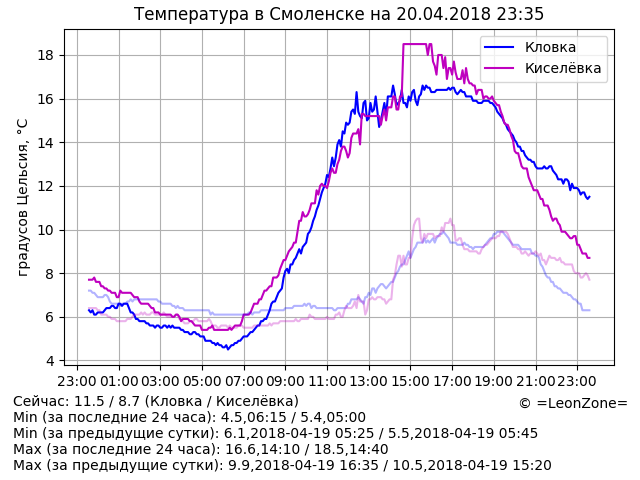 Температура в Смоленске на 20.04.2018 23:35
Кловка
Киселёвка
градусов Цельсия, °C
18
16
14
12
10
8
6
4
23:00 01:00 03:00 05:00 07:00 09:00 11:00 13:00 15:00 17:00 19:00 21:00 23:00
Сейчас: 11.5 / 8.7 (Кловка / Киселёвка)
© =LeonZone=
Min (за последние 24 часа): 4.5,06:15 / 5.4,05:00
Min (за предыдущие сутки): 6.1,2018-04-19 05:25 / 5.5,2018-04-19 05:45
Max (за последние 24 часа): 16.6,14:10 / 18.5,14:40
Max (за предыдущие сутки): 9.9,2018-04-19 16:35 / 10.5,2018-04-19 15:20